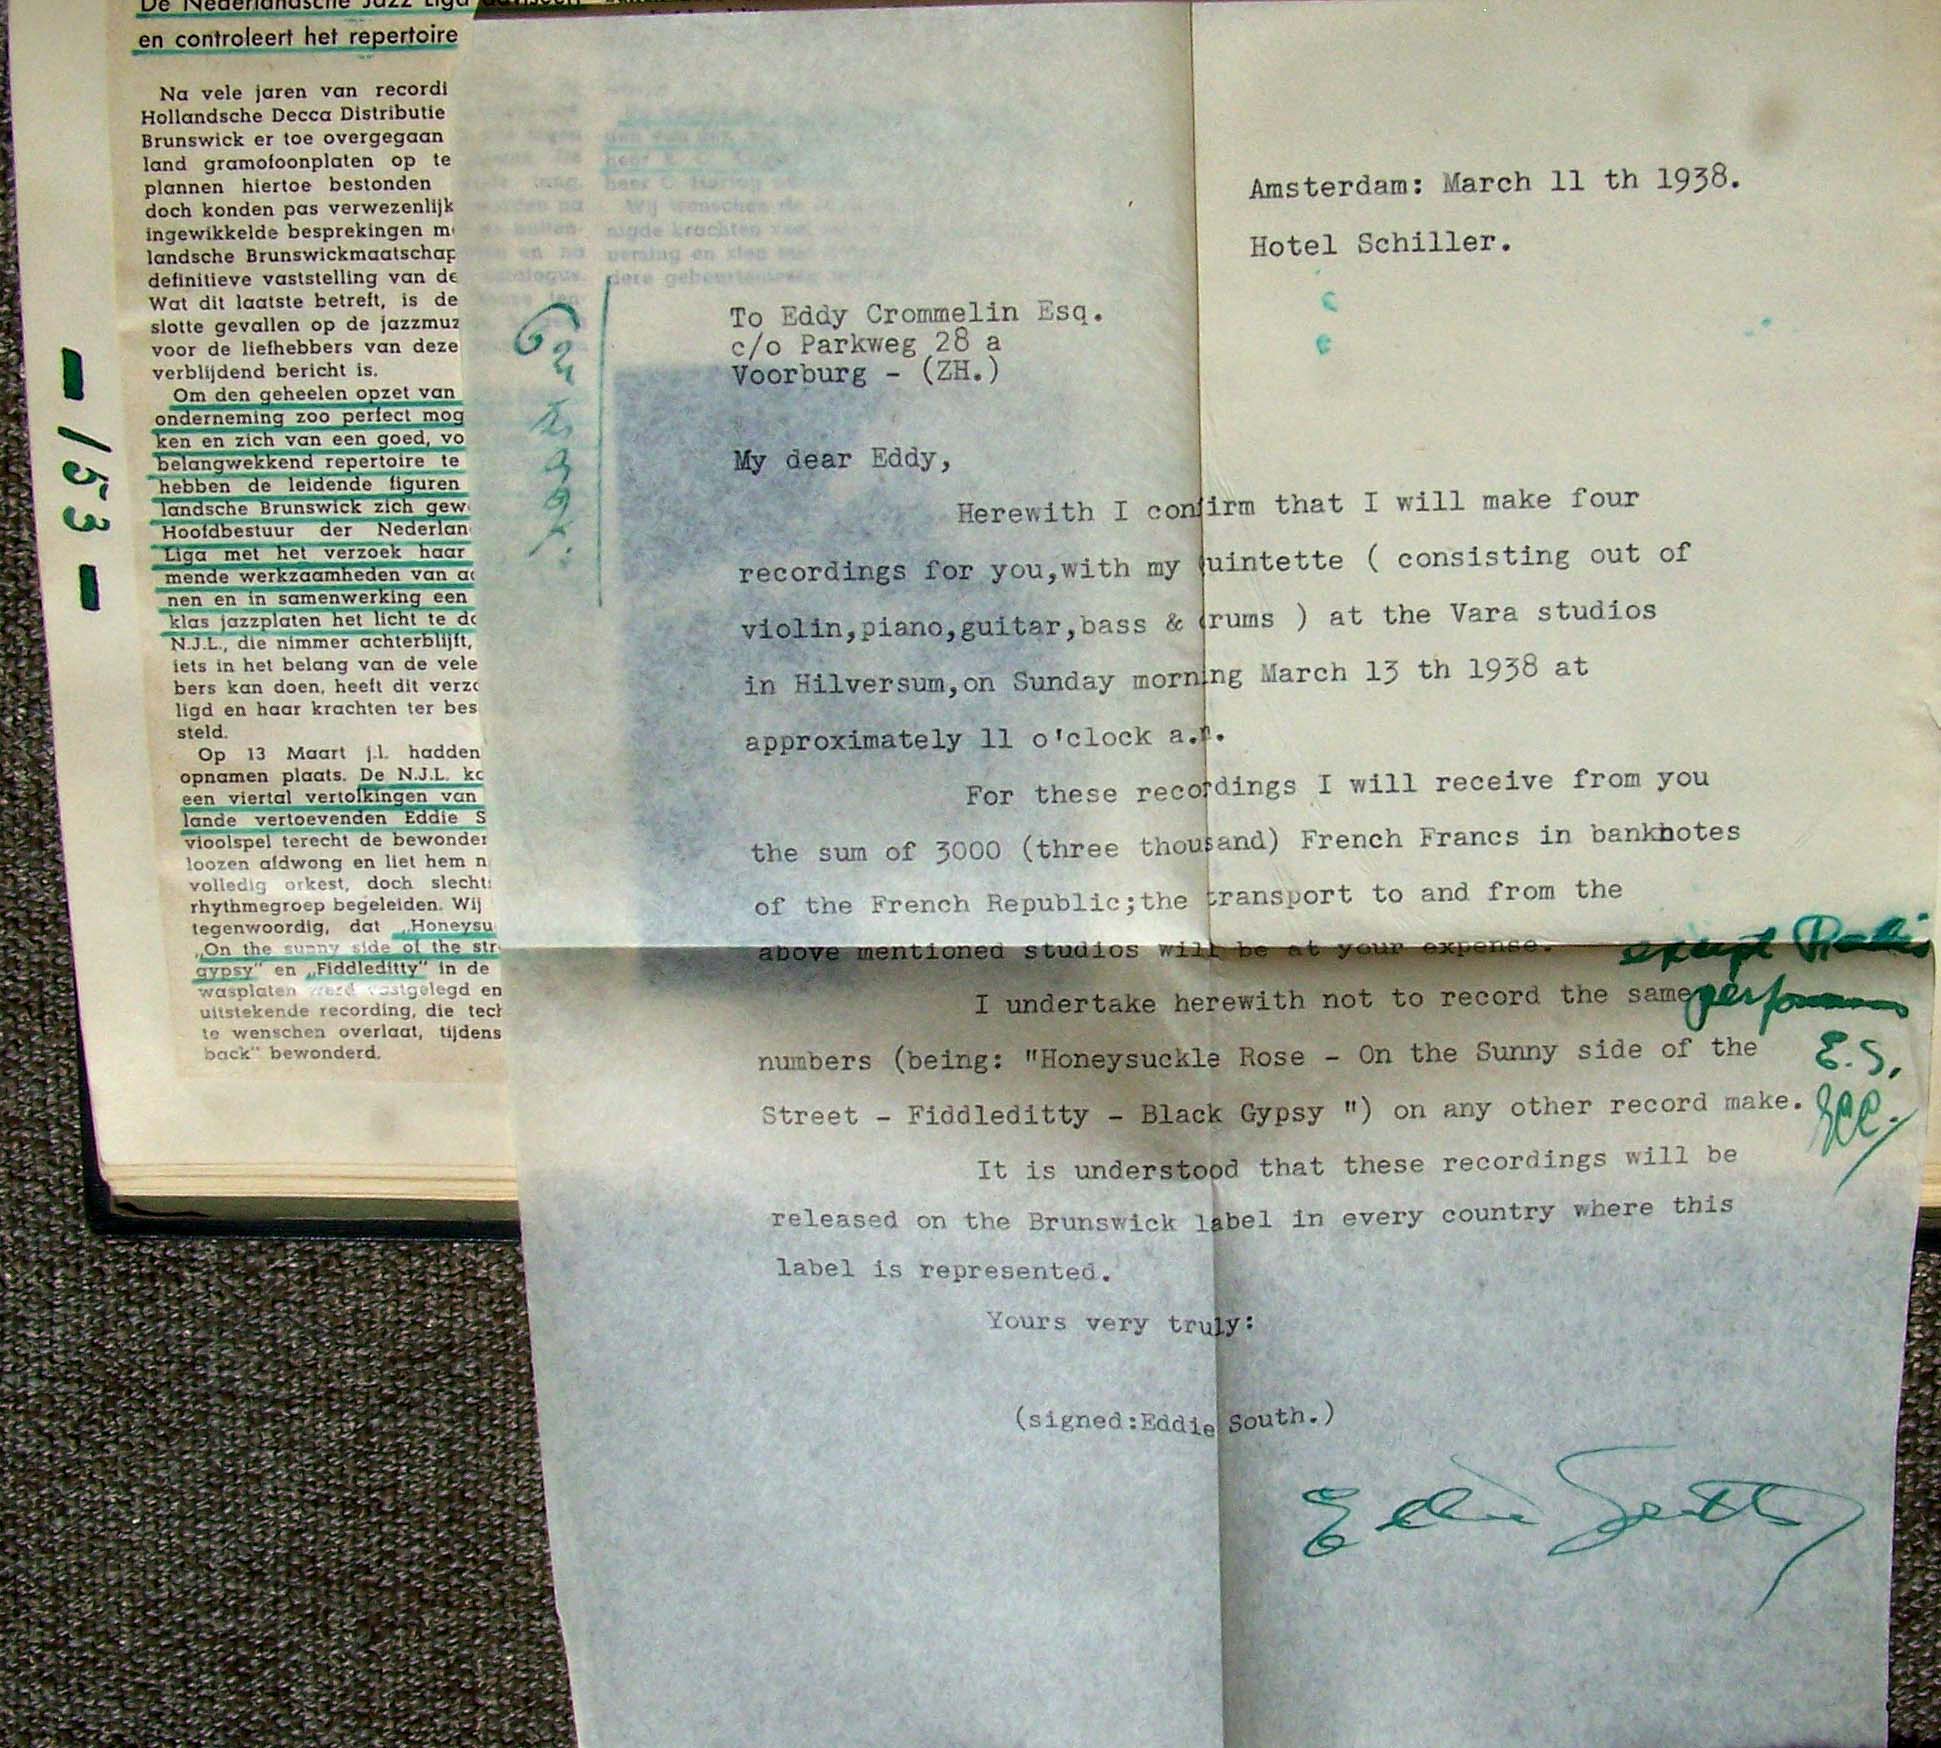 De Nederlandsche Jazz Liga adviseert
en controleert het repertoire
Na vele jaren van recordi
Hollandsche Decca Distributie
Brunswick er toe overgegaan
land gramofoonplaten op te
plannen hiertoe bestonden
doch konden pas verwezenlijk
ingewikkelde besprekingen m
landsche Brunswickmaatschap
definitieve vaststelling van de
Wat dit laatste betreft, is de
slotte gevallen op de jazzmuz
voor de liefhebbers van deze
verblijdend bericht is.
Om den geheelen opzet van
onderneming zoo perfect mog
ken en zich van een goed, vo
belangwekkend repertoire te
hebben de leidende figuren
landsche Brunswick zich gew
Hoofdbestuur der Nederlan
Liga met het verzoek haar
mende werkzaamheden van a
nen en in samenwerking een
klas jazzplaten het licht te do
N.J.L., die nimmer achterblijft,
iets in het belang van de vele
bers kan doen, heeft dit verzo
ligd en haar krachten ter bes
steld.
Op 13 Maart j.l. hadden
opnamen plaats. De N.J.L. ko
een viertal vertolkingen van
lande vertoevenden Eddie S
vioolspel terecht de bewonder
loozen afdwong en liet hem n
volledig orkest, doch slechts
rhythmegroep begeleiden. Wij
tegenwoordig, dat „Honeysu
„On the sunny side of the str
gypsy" en „Fiddleditty" in de
wasplaten werd vastgelegd en
uitstekende recording, die tech
te wenschen overlaat, tijdens
back" bewonderd.
- 153 -
Amsterdam: March 11 th 1938.
Hotel Schiller.
To Eddy Crommelin Esq.
c/o Parkweg 28 a
Voorburg - (ZH.)
My dear Eddy,
Herewith I confirm that I will make four
recordings for you,with my quintette ( consisting out of
violin,piano,guitar,bass & drums ) at the Vara studios
in Hilversum,on Sunday morning March 13 th 1938 at
approximately 11 o'clock a.m.
For these recordings I will receive from you
the sum of 3000 (three thousand) French Francs in banknotes
of the French Republic;the transport to and from the
above mentioned studios will be at your expense.
except Radio
I undertake herewith not to record the same
performances
numbers (being: "Honeysuckle Rose - On the Sunny side of the
E.S.
Street - Fiddleditty - Black Gypsy ") on any other record make.
It is understood that these recordings will be
released on the Brunswick label in every country where this
label is represented.
Yours very truly:
(signed:Eddie South.)
Eddie South